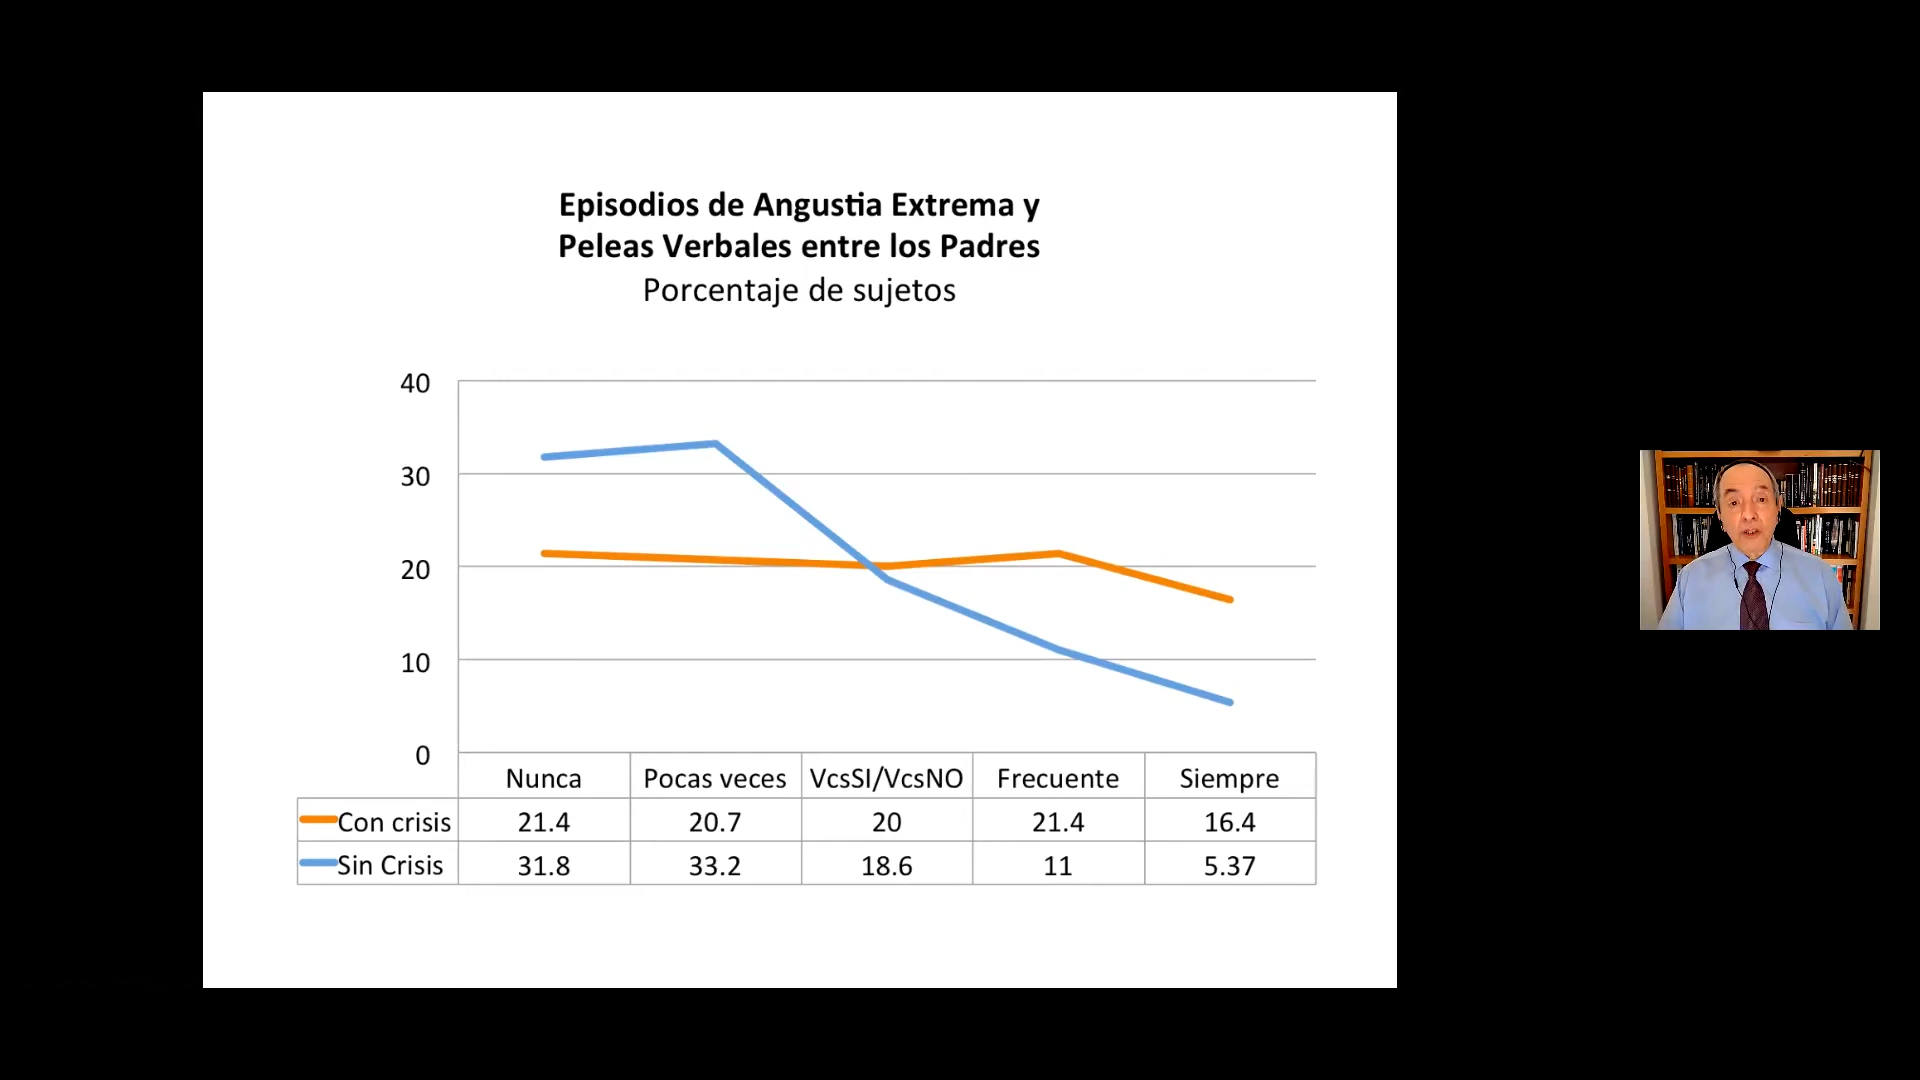 Episodios de Angustia Extrema y
Peleas Verbales entre los Padres
Porcentaje de sujetos
40
30
20
10
0
Nunca Pocas veces VcsSI/VcsNO Frecuente Siempre
Con crisis 21.4 20.7 20 21.4 16.4
Sin Crisis 31.8 33.2 18.6 11 5.37